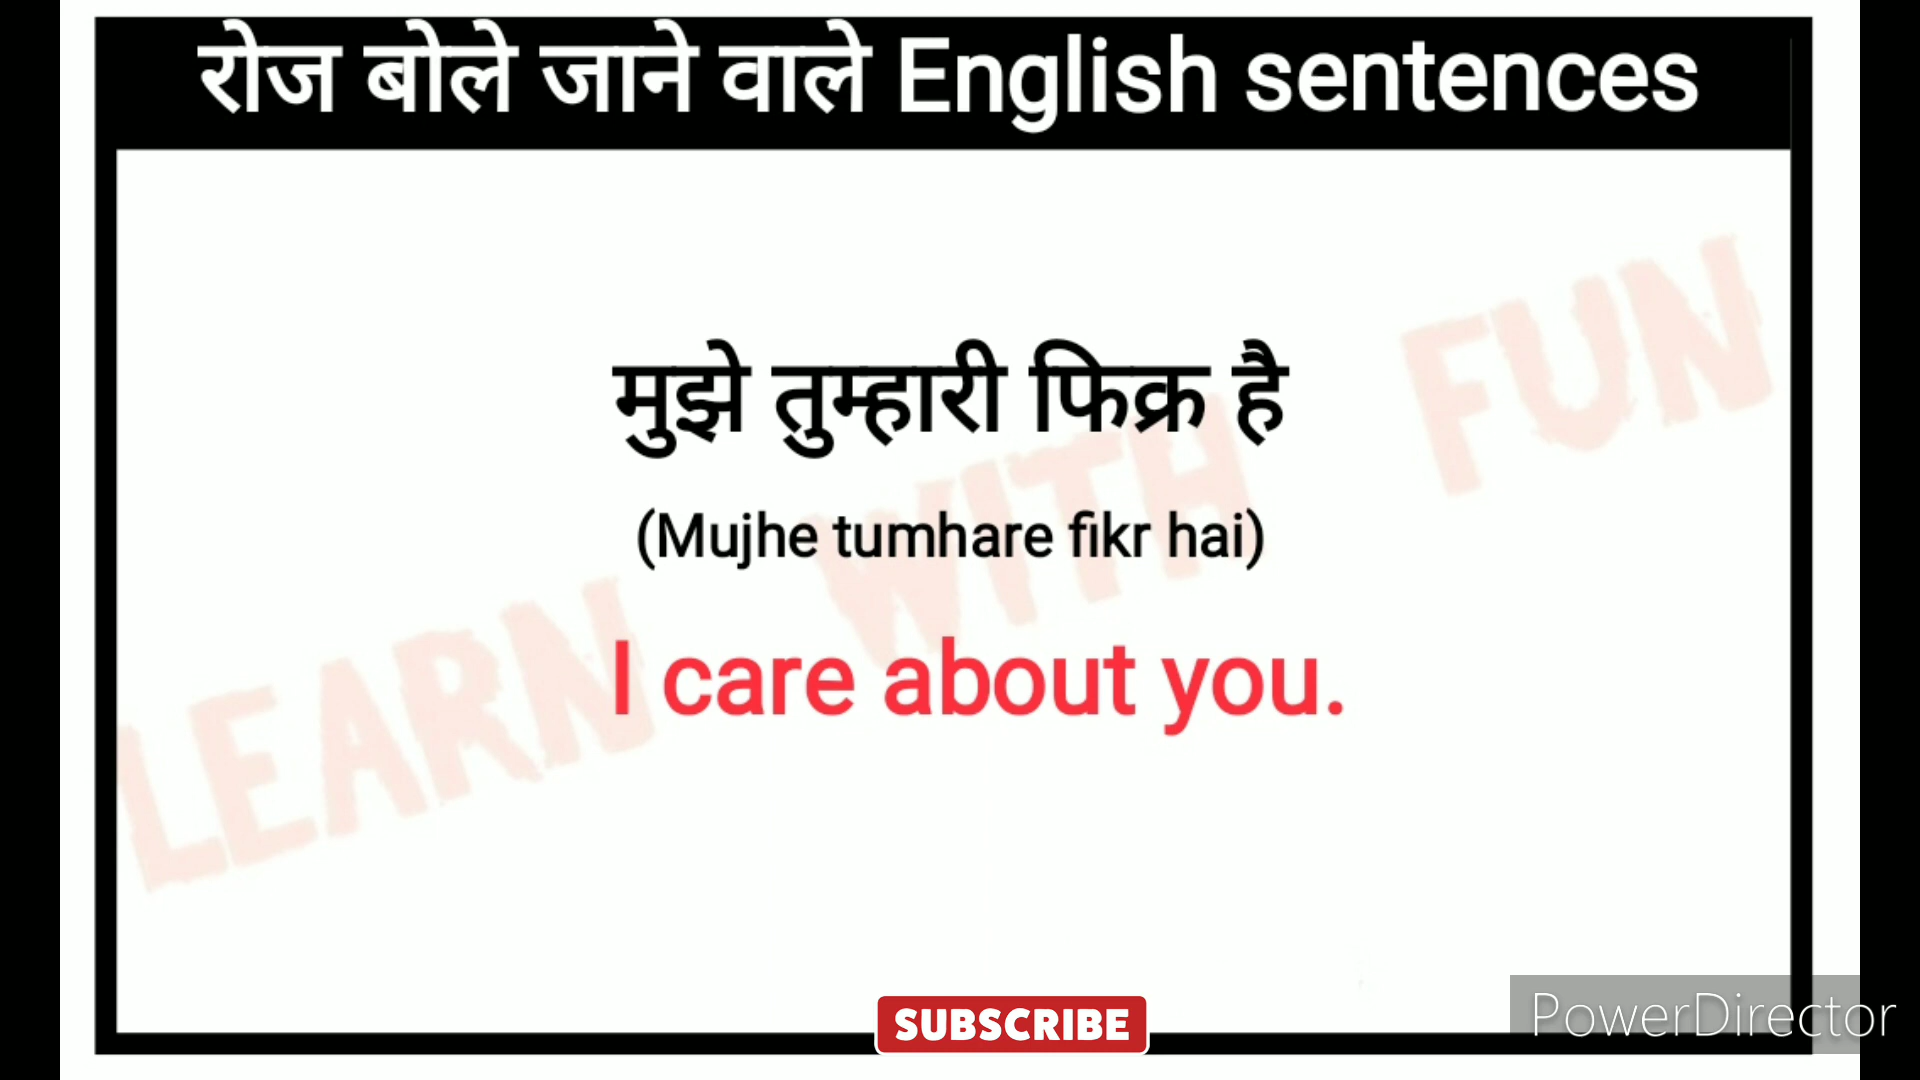 रोज बोले जाने वाले English sentences
मुझे तुम्हारी फिक्र है
(Mujhe tumhare fikr hai)
I care about you.
LEARN WITH FUN
SUBSCRIBE
PowerDirector